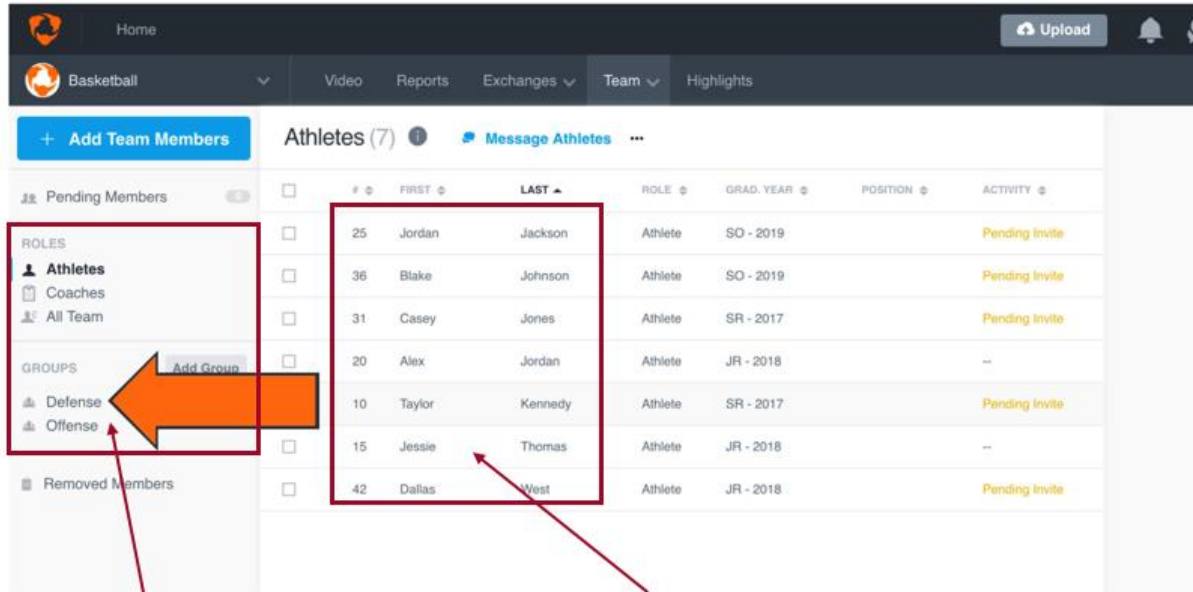 Home
Upload
Basketball
Video Reports Exchanges Team Highlights
+ Add Team Members
Athletes (7) Message Athletes ...
Pending Members
# FIRST LAST ROLE GRAD. YEAR POSITION ACTIVITY
ROLES
Athletes
Coaches
All Team
GROUPS Add Group
Defense
Offense
Removed Members
25 Jordan Jackson Athlete SO - 2019 Pending Invite
36 Blake Johnson Athlete SO - 2019 Pending Invite
31 Casey Jones Athlete SR - 2017 Pending Invite
20 Alex Jordan Athlete JR - 2018 --
10 Taylor Kennedy Athlete SR - 2017 Pending Invite
15 Jessie Thomas Athlete JR - 2018 --
42 Dallas West Athlete JR - 2018 Pending Invite